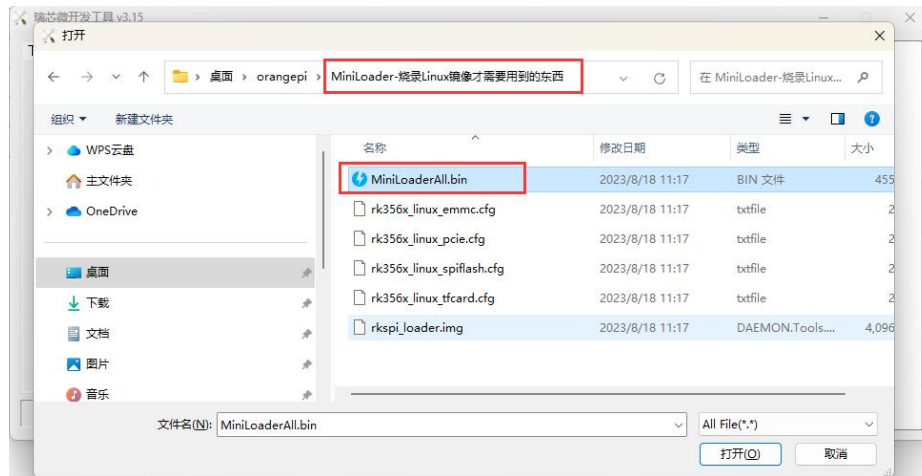 瑞芯微开发工具 v3.15
打开
桌面 › orangepi › MiniLoader-烧录Linux镜像才需要用到的东西
在 MiniLoader-烧录Linux...
组织 新建文件夹
WPS云盘
主文件夹
OneDrive
桌面
下载
文档
图片
音乐
名称 修改日期 类型 大小
MiniLoaderAll.bin 2023/8/18 11:17 BIN 文件 455
rk356x_linux_emmc.cfg 2023/8/18 11:17 txtfile 2
rk356x_linux_pcie.cfg 2023/8/18 11:17 txtfile 2
rk356x_linux_spiflash.cfg 2023/8/18 11:17 txtfile 2
rk356x_linux_tfcard.cfg 2023/8/18 11:17 txtfile 2
rkspi_loader.img 2023/8/18 11:17 DAEMON.Tools.... 4,096
文件名(N): MiniLoaderAll.bin All File(*.*)
打开(O) 取消